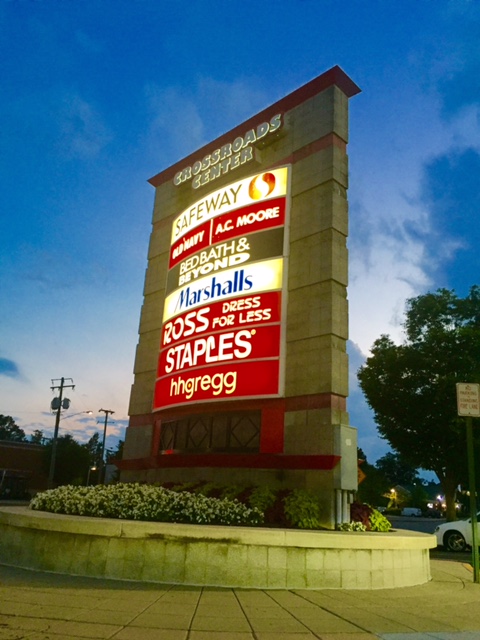 CROSSROADS
CENTER
SAFEWAY
OLD NAVY
A.C. MOORE
BED BATH &
BEYOND
Marshalls
ROSS DRESS
FOR LESS
STAPLES
hhgregg